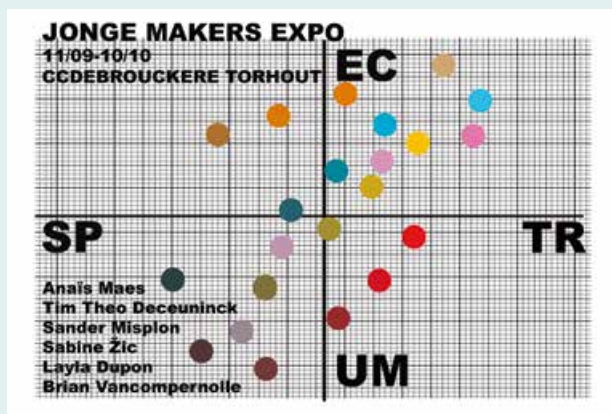 JONGE MAKERS EXPO
11/09-10/10
CCDEBROUCKERE TORHOUT
EC
SP
TR
Anaïs Maes
Tim Theo Deceuninck
Sander Misplon
Sabine Žic
Layla Dupon
Brian Vancompernolle
UM